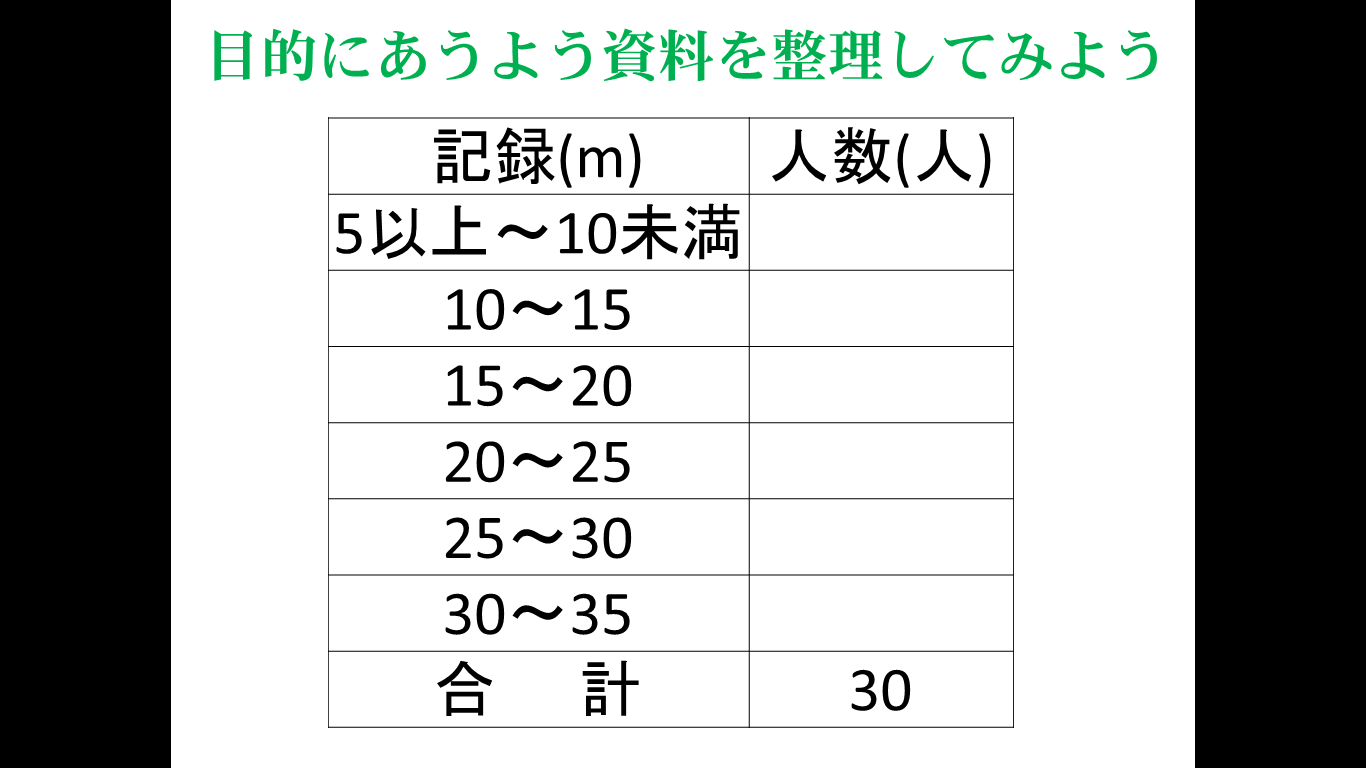 目的にあうよう資料を整理してみよう
記録(m) 人数(人)
5以上～10未満
10～15
15～20
20～25
25～30
30～35
合 計 30